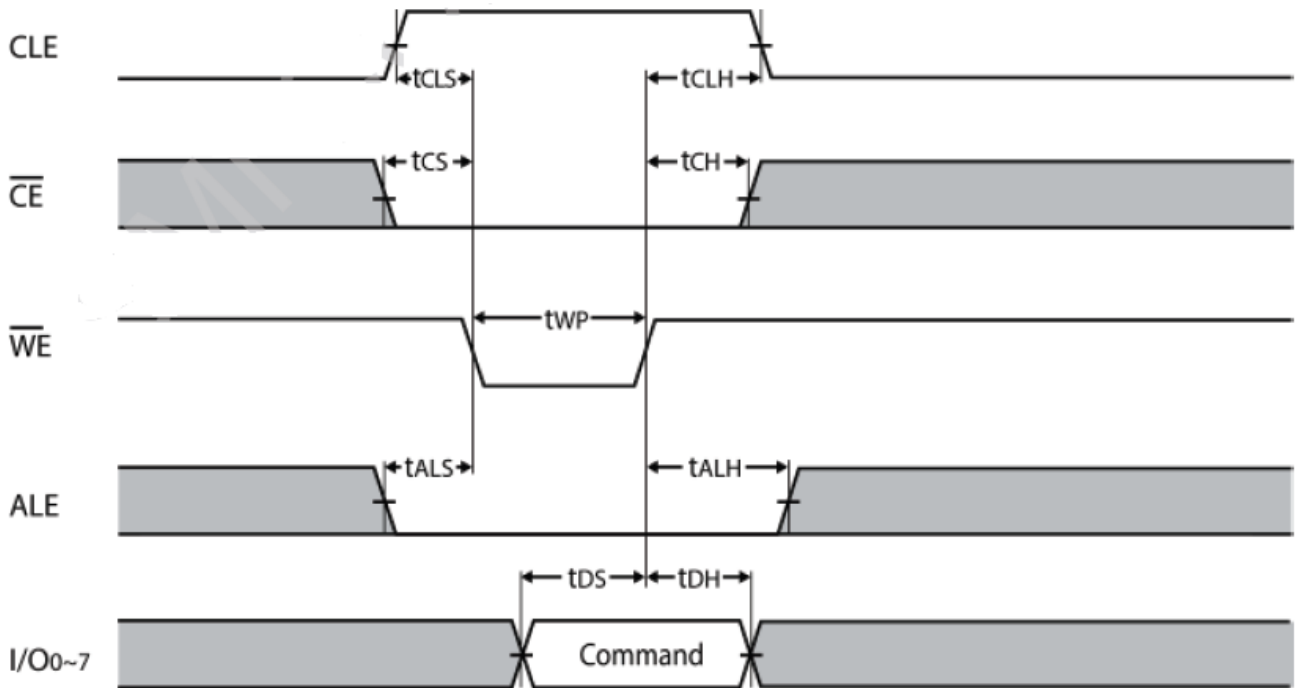 CLE
tCLS
tCLH
CE
tCS
tCH
WE
tWP
ALE
tALS
tALH
tDS
tDH
I/O0~7
Command